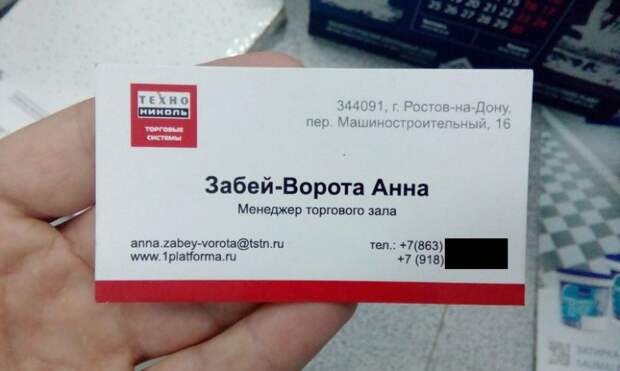 ТЕХНО
НИКОЛЬ
ТОРГОВЫЕ
СИСТЕМЫ
344091, г. Ростов-на-Дону,
пер. Машиностроительный, 16
Забей-Ворота Анна
Менеджер торгового зала
anna.zabey-vorota@tstn.ru
www.1platforma.ru
тел.: +7(863)
+7 (918)
ЗАТИРКА